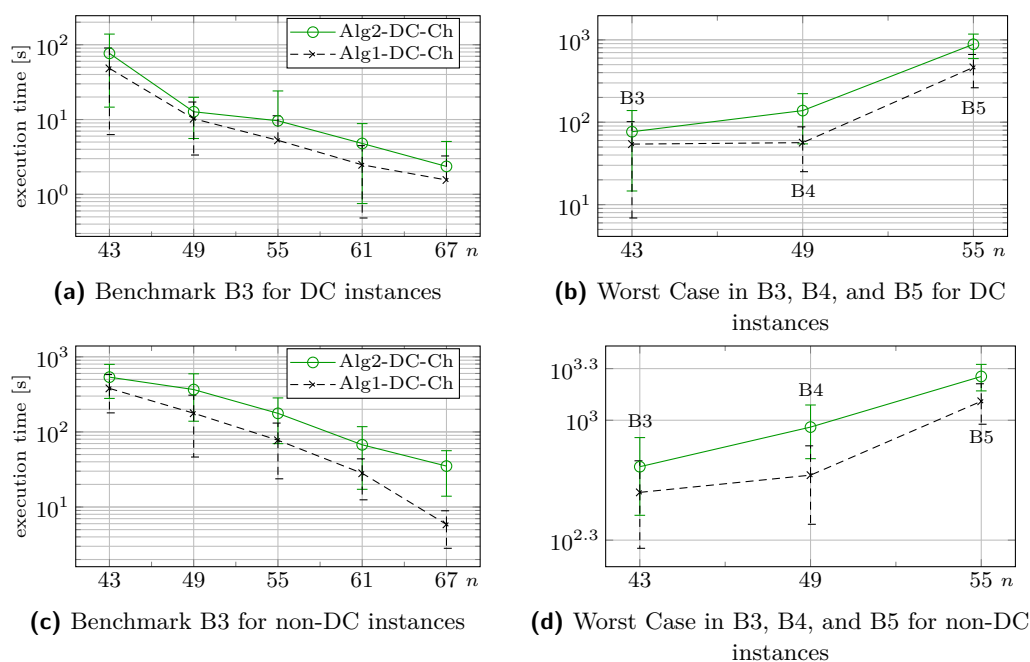 execution time [s]
10^2
10^1
10^0
Alg2-DC-Ch
Alg1-DC-Ch
43 49 55 61 67 n
(a) Benchmark B3 for DC instances
10^3
10^2
10^1
B3
B4
B5
43 49 55 n
(b) Worst Case in B3, B4, and B5 for DC
instances
execution time [s]
10^3
10^2
10^1
Alg2-DC-Ch
Alg1-DC-Ch
43 49 55 61 67 n
(c) Benchmark B3 for non-DC instances
10^3.3
10^3
10^2.3
B3
B4
B5
43 49 55 n
(d) Worst Case in B3, B4, and B5 for non-DC
instances